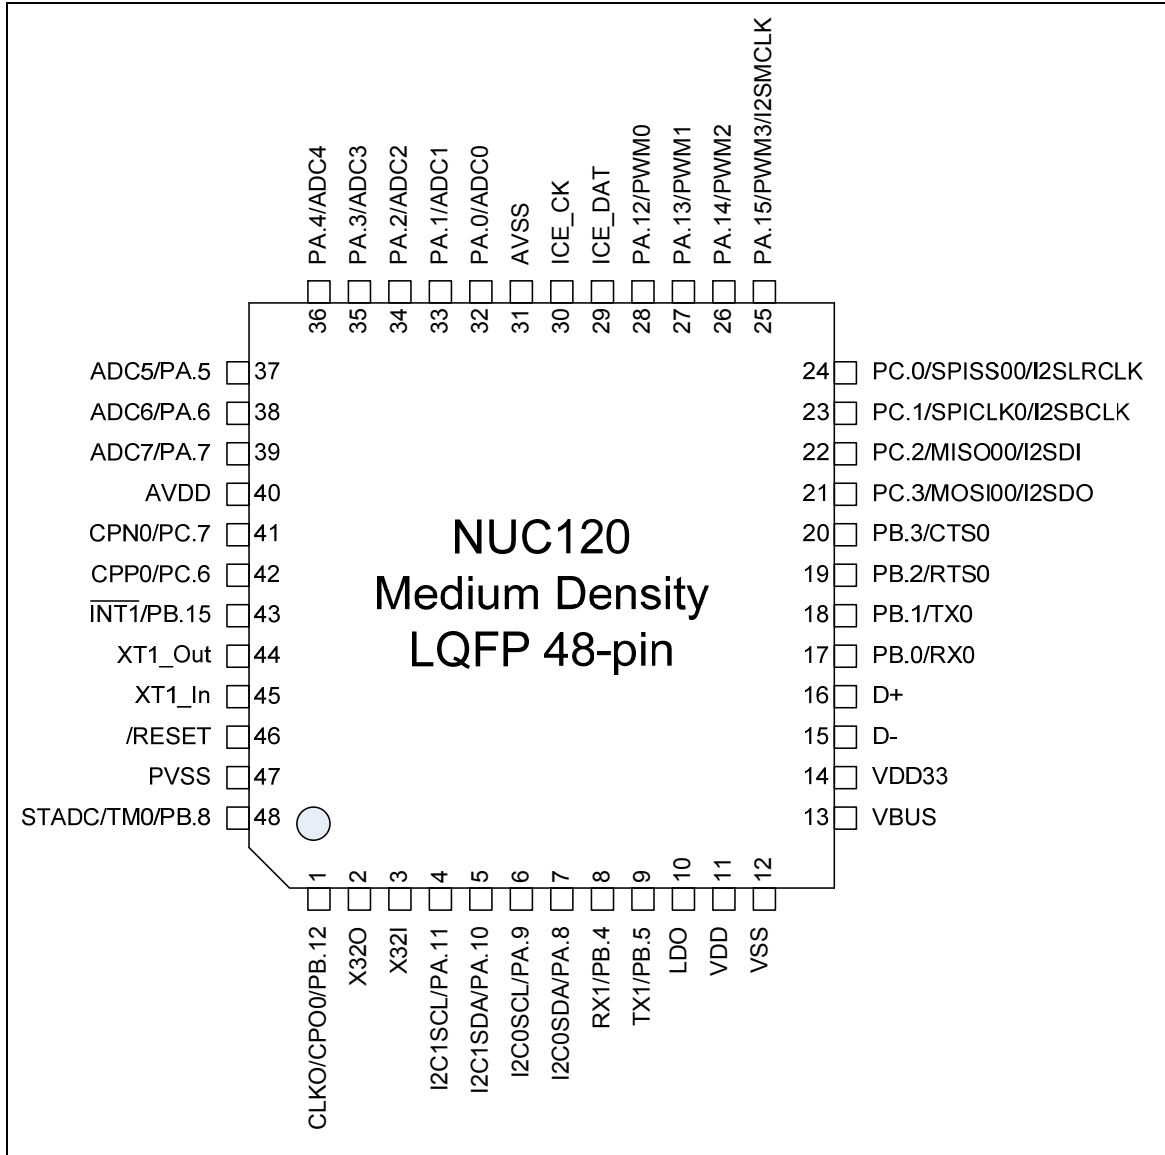 PA.4/ADC4
PA.3/ADC3
PA.2/ADC2
PA.1/ADC1
PA.0/ADC0
AVSS
ICE_CK
ICE_DAT
PA.12/PWM0
PA.13/PWM1
PA.14/PWM2
PA.15/PWM3/I2SMCLK
36
35
34
33
32
31
30
29
28
27
26
25
ADC5/PA.5 37
ADC6/PA.6 38
ADC7/PA.7 39
AVDD 40
CPN0/PC.7 41
CPP0/PC.6 42
INT1/PB.15 43
XT1_Out 44
XT1_In 45
/RESET 46
PVSS 47
STADC/TM0/PB.8 48
NUC120
Medium Density
LQFP 48-pin
24 PC.0/SPISS00/I2SLRCLK
23 PC.1/SPICLK0/I2SBCLK
22 PC.2/MISO00/I2SDI
21 PC.3/MOSI00/I2SDO
20 PB.3/CTS0
19 PB.2/RTS0
18 PB.1/TX0
17 PB.0/RX0
16 D+
15 D-
14 VDD33
13 VBUS
1
2
3
4
5
6
7
8
9
10
11
12
CLKO/CPO0/PB.12
X32O
X32I
I2C1SCL/PA.11
I2C1SDA/PA.10
I2C0SCL/PA.9
I2C0SDA/PA.8
RX1/PB.4
TX1/PB.5
LDO
VDD
VSS